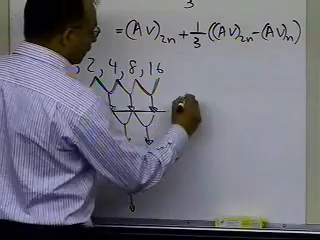 3
= (AV)₂ₙ + 1/3 ((AV)₂ₙ - (AV)ₙ)
, 2, 4, 8, 16